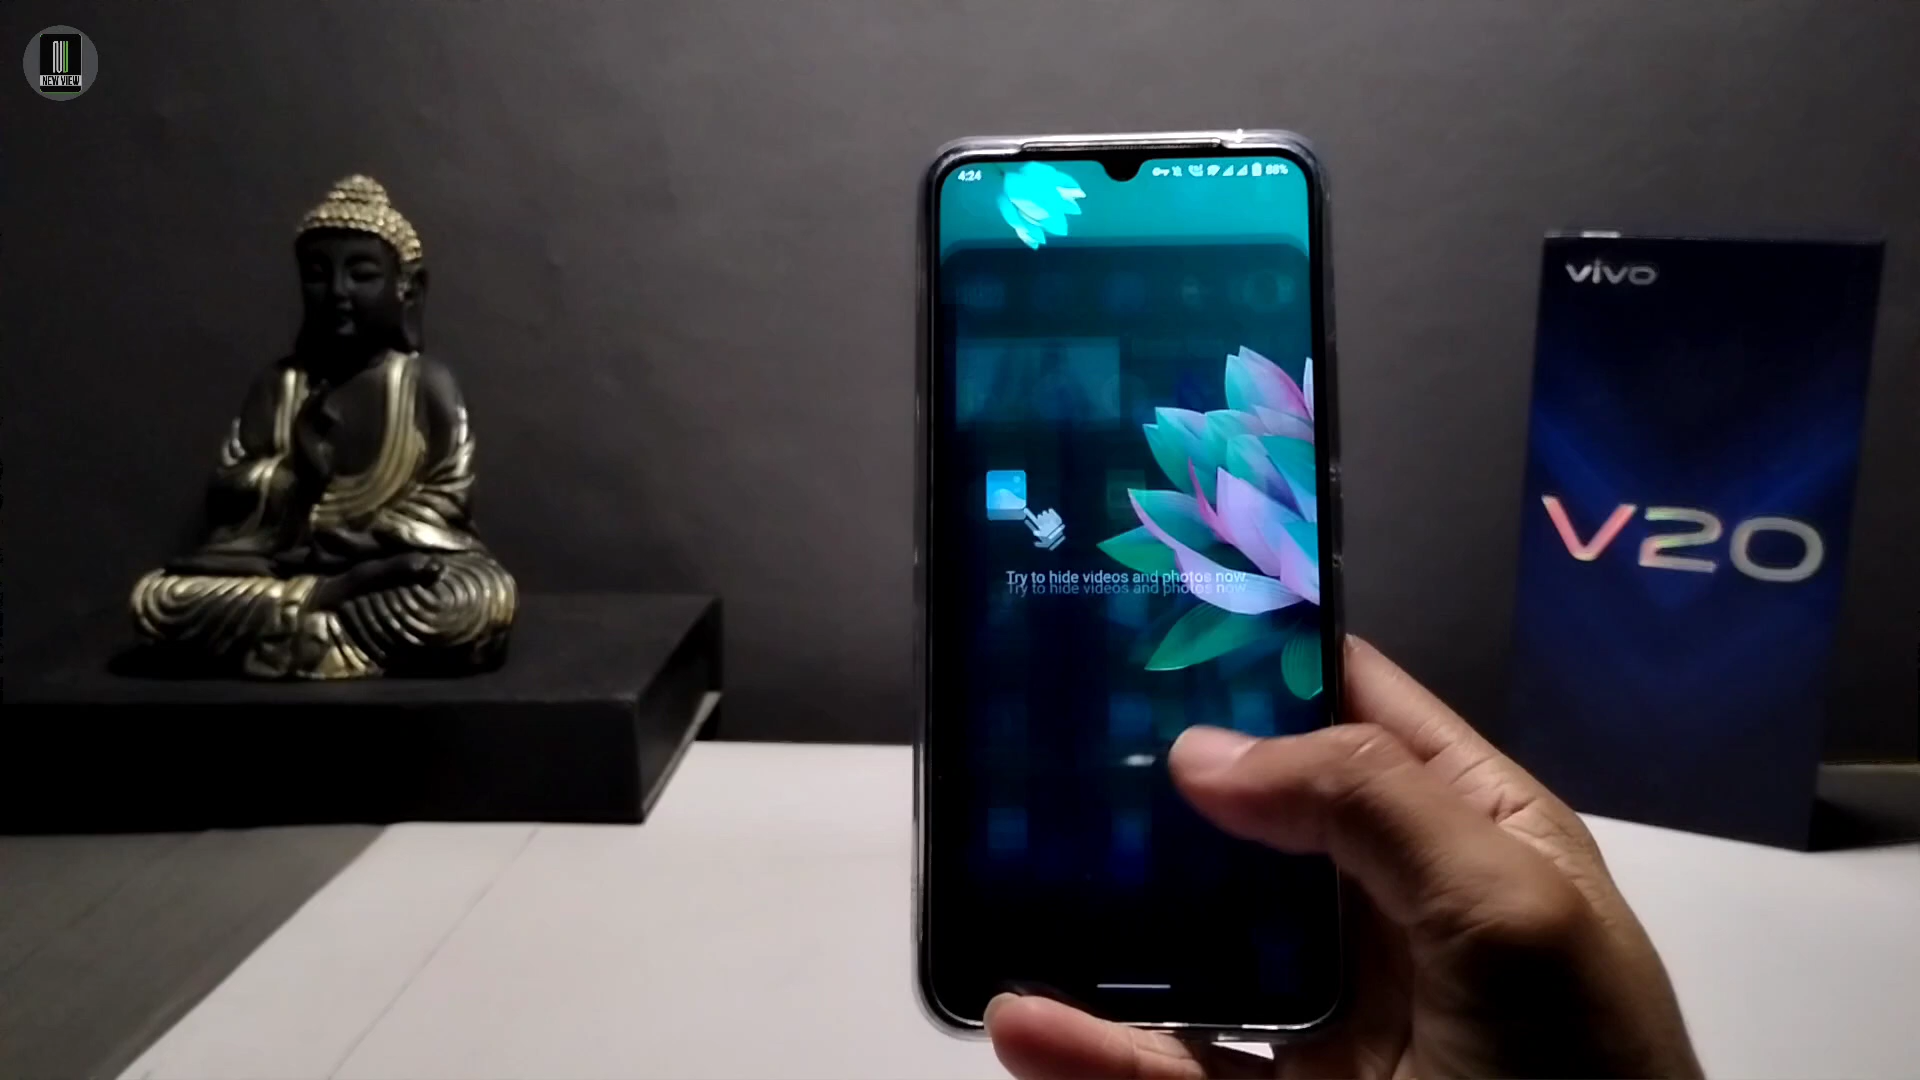 NEW VIEW
4:24
88%
Try to hide videos and photos now.
Try to hide videos and photos now
vivo
V20